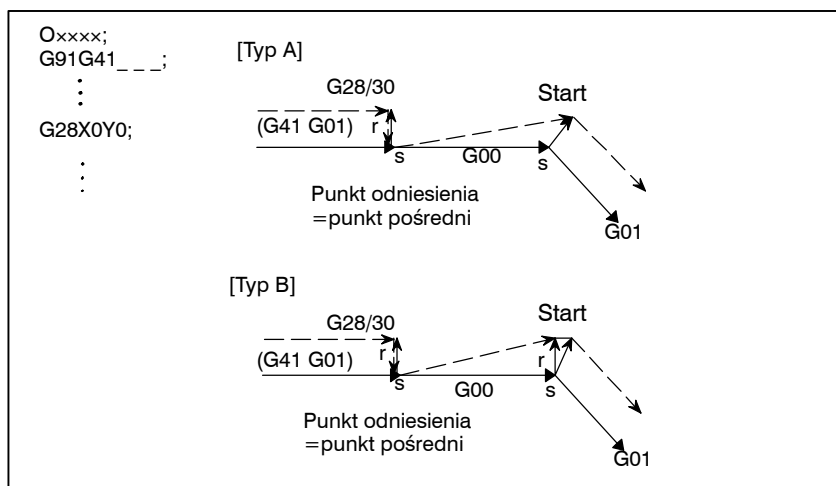 O××××;
G91G41_ _ _;
G28X0Y0;
[Typ A]
G28/30
Start
(G41 G01)
r
s
G00
s
Punkt odniesienia
=punkt pośredni
G01
[Typ B]
G28/30
Start
(G41 G01)
r
r
s
G00
s
Punkt odniesienia
=punkt pośredni
G01